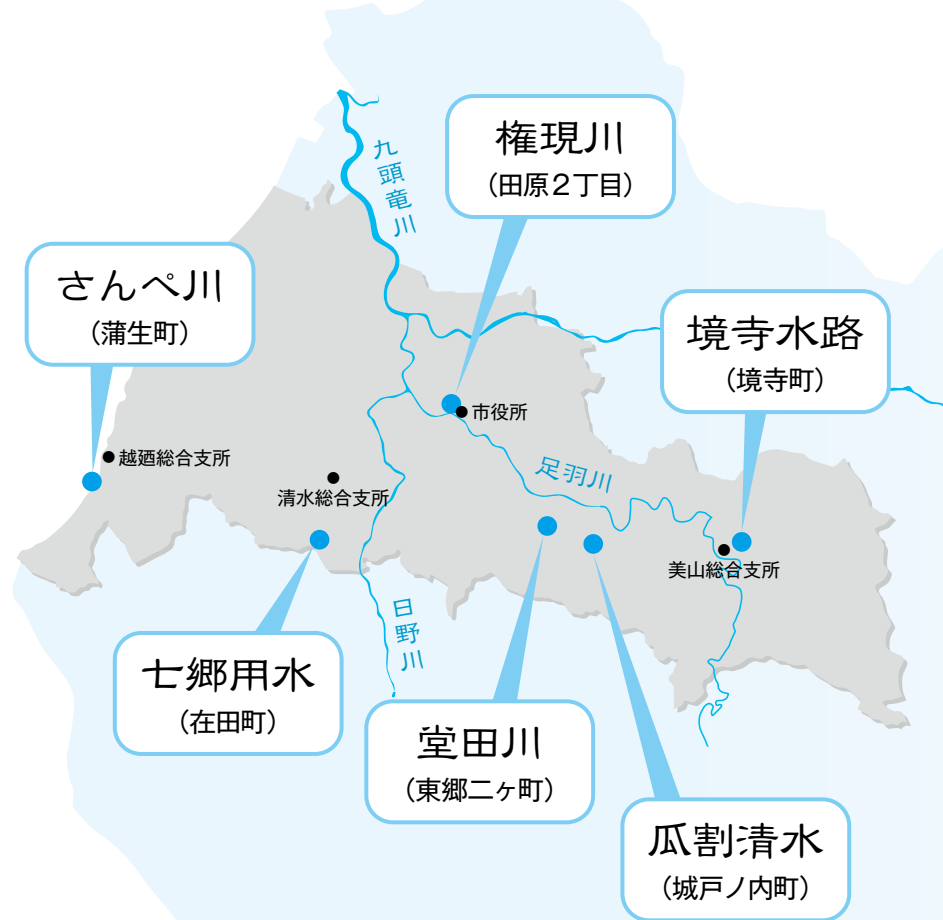 九頭竜川
権現川
（田原２丁目）
さんぺ川
（蒲生町）
境寺水路
（境寺町）
市役所
越廼総合支所
清水総合支所
足羽川
美山総合支所
日野川
七郷用水
（在田町）
堂田川
（東郷二ヶ町）
瓜割清水
（城戸ノ内町）